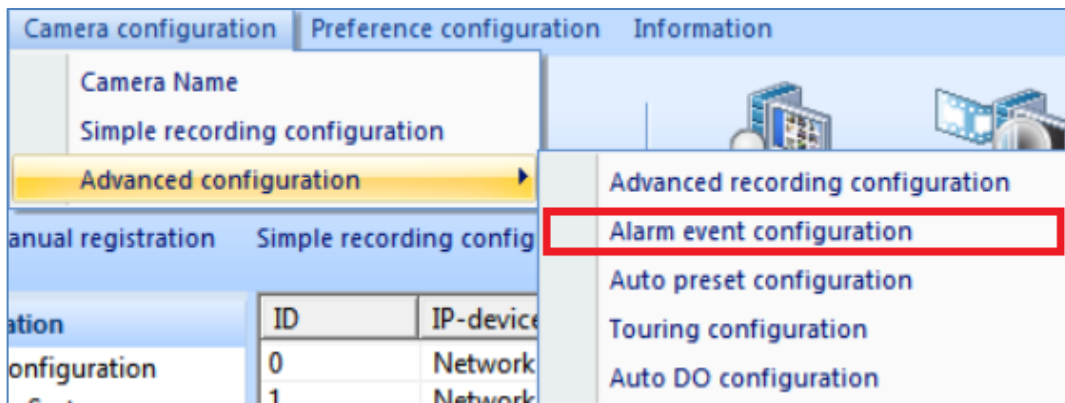 Camera configuration Preference configuration Information
Camera Name
Simple recording configuration
Advanced configuration
Advanced recording configuration
Alarm event configuration
Auto preset configuration
Touring configuration
Auto DO configuration
anual registration Simple recording config
ation
onfiguration
ID IP-device
0 Network
1 Network